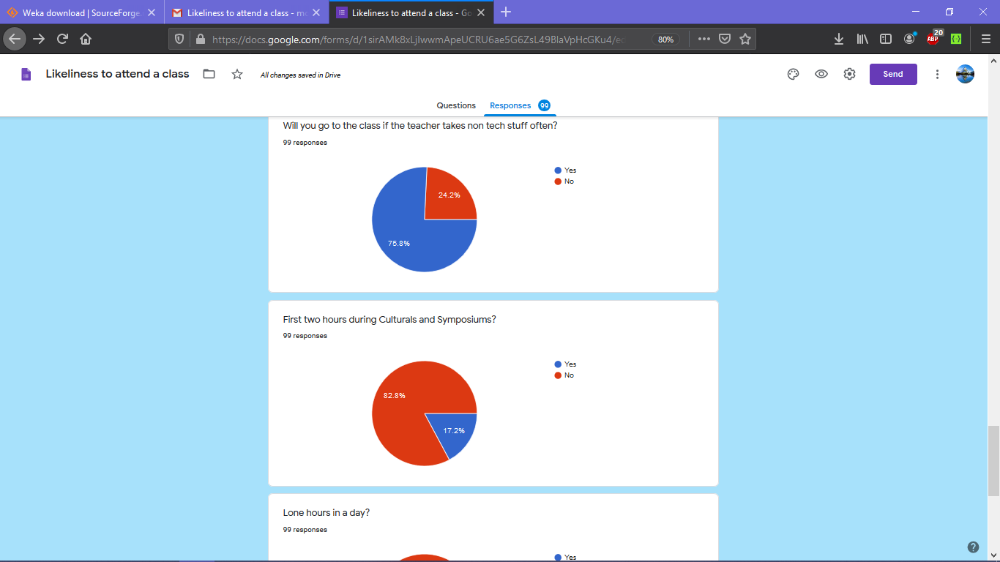 Weka download | SourceForge.
Likeliness to attend a class - mo
Likeliness to attend a class - Go
https://docs.google.com/forms/d/1sirAMk8xLjIwwmApeUCRU6ae5G6ZsL49BlaVpHcGKu4/ed
80%
20
ABP
Likeliness to attend a class
All changes saved in Drive
Send
Questions
Responses
99
Will you go to the class if the teacher takes non tech stuff often?
99 responses
Yes
No
24.2%
75.8%
First two hours during Culturals and Symposiums?
99 responses
Yes
No
82.8%
17.2%
Lone hours in a day?
99 responses
Yes